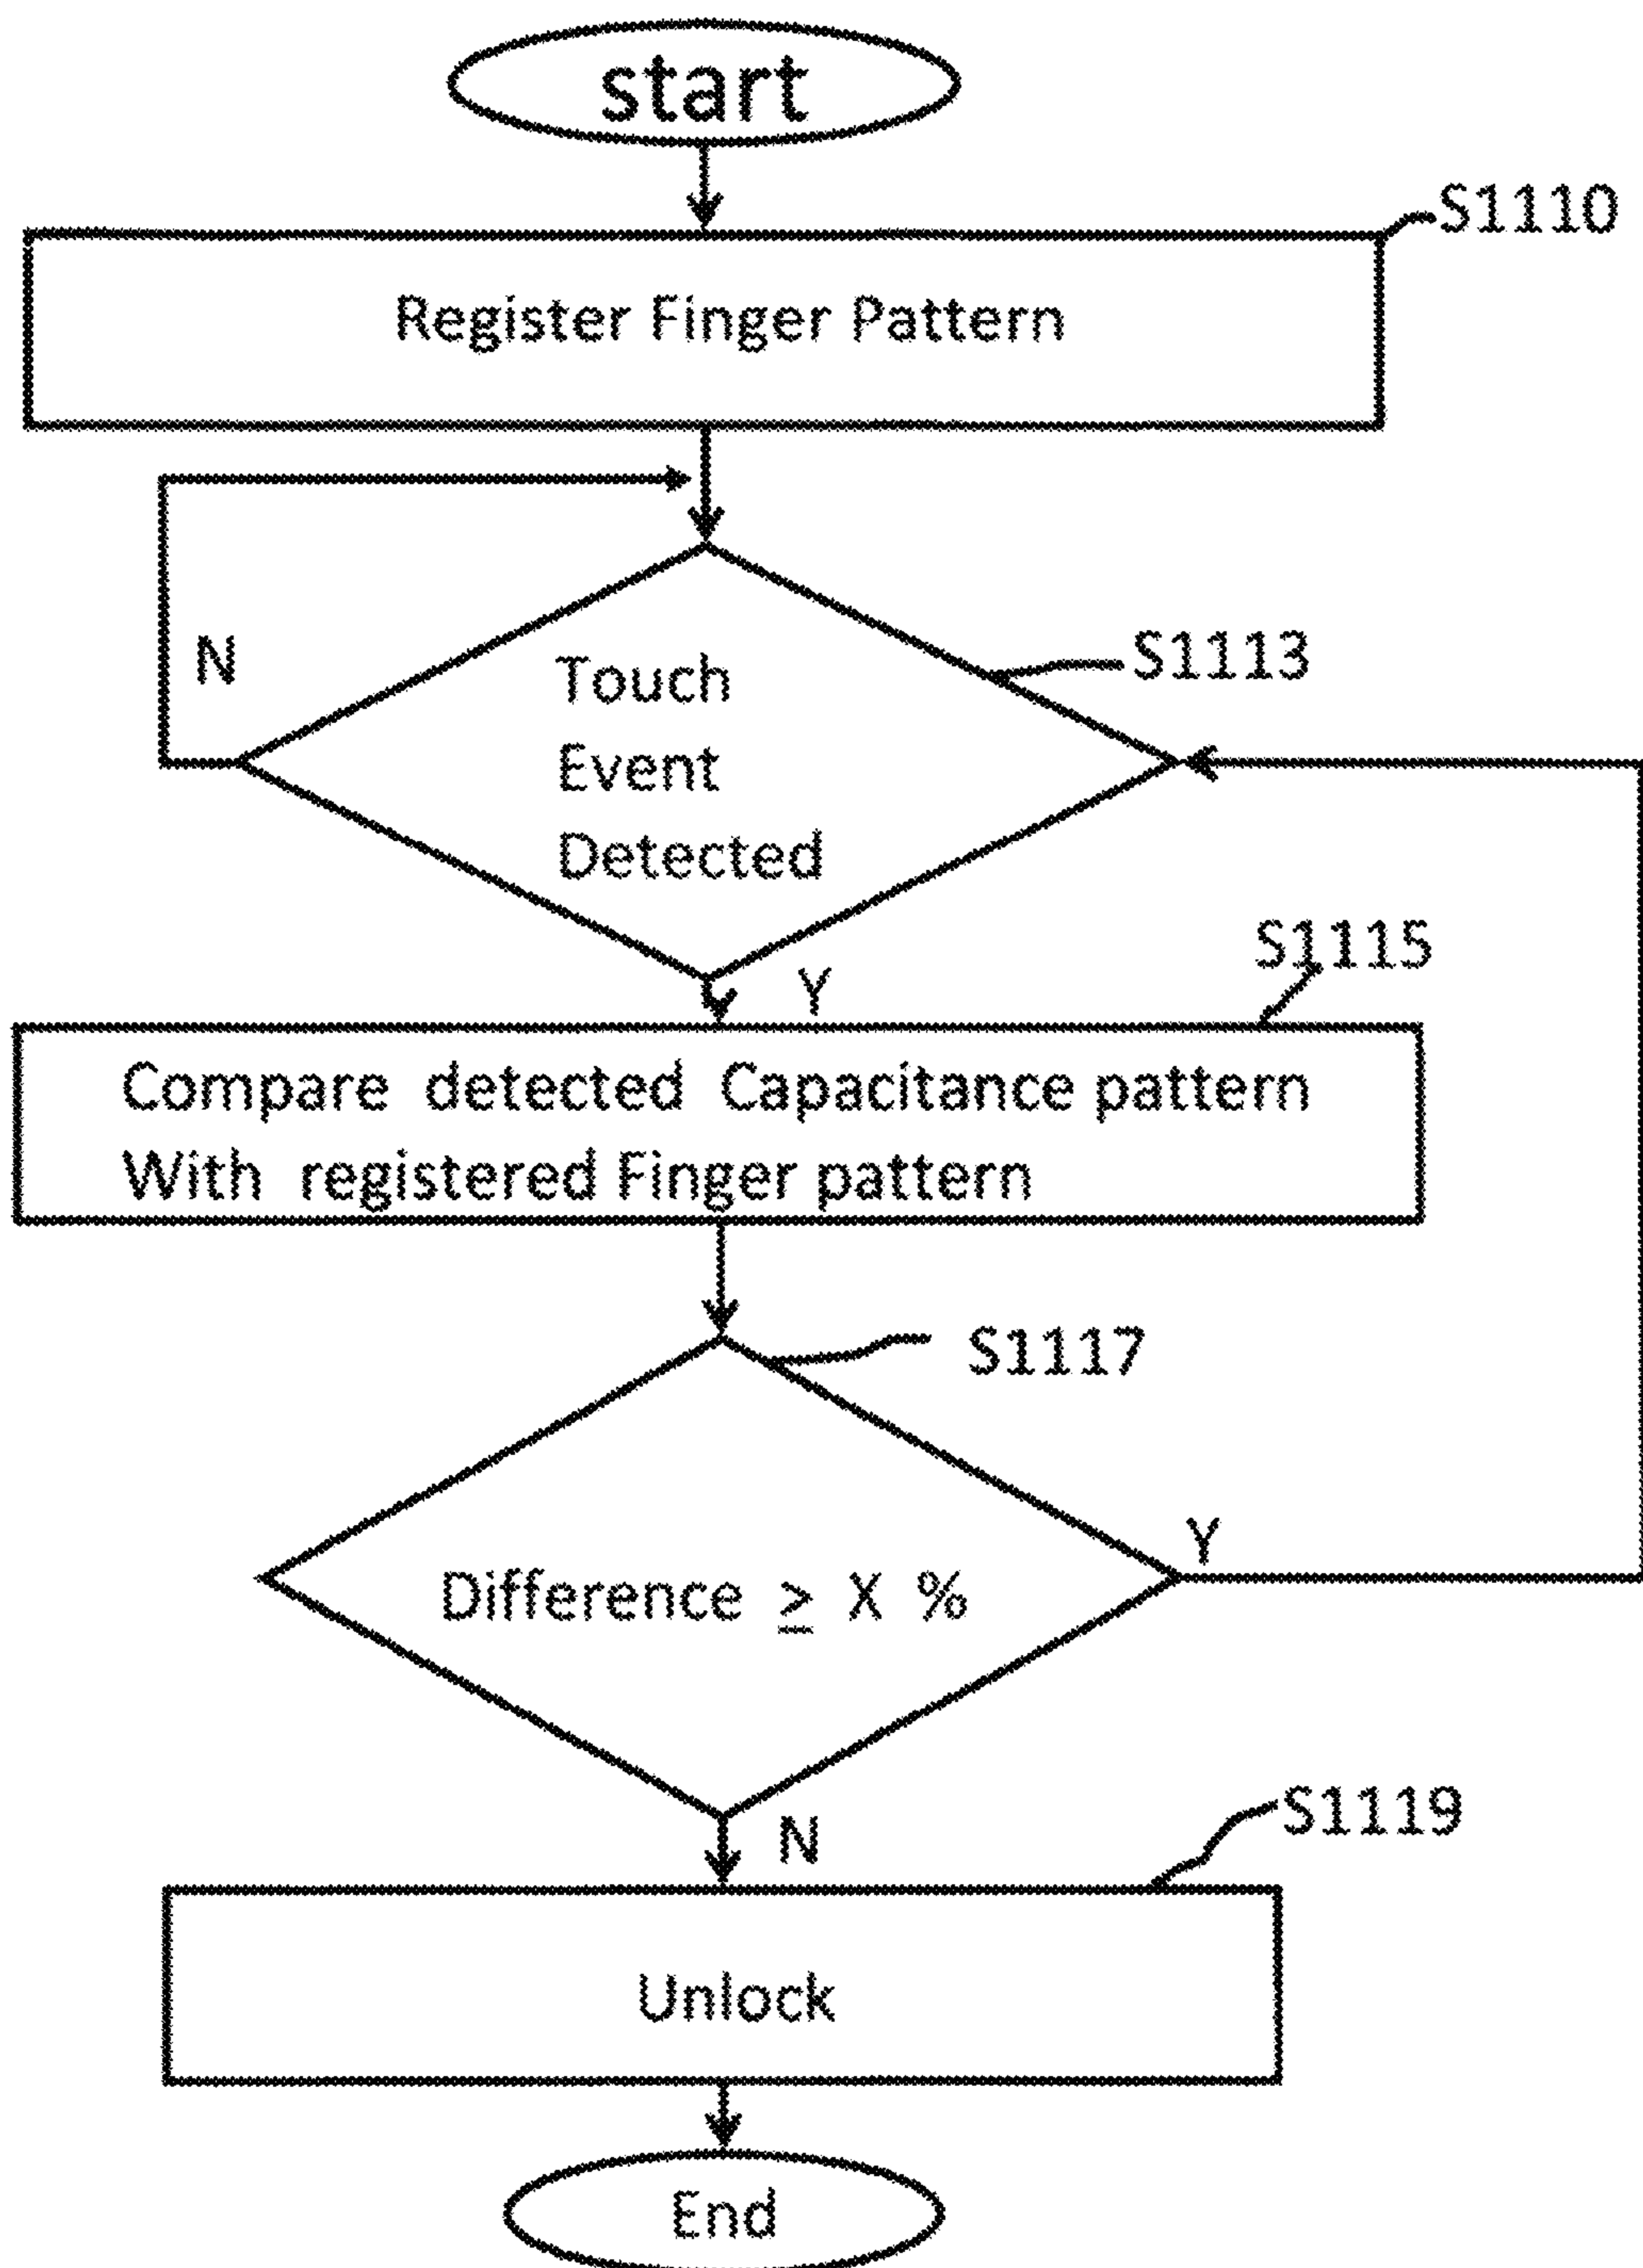 start
S1110
Register Finger Pattern
N
S1113
Touch
Event
Detected
S1115
Y
Compare detected Capacitance pattern
With registered Finger pattern
S1117
Y
Difference ≥ X %
N
S1119
Unlock
End